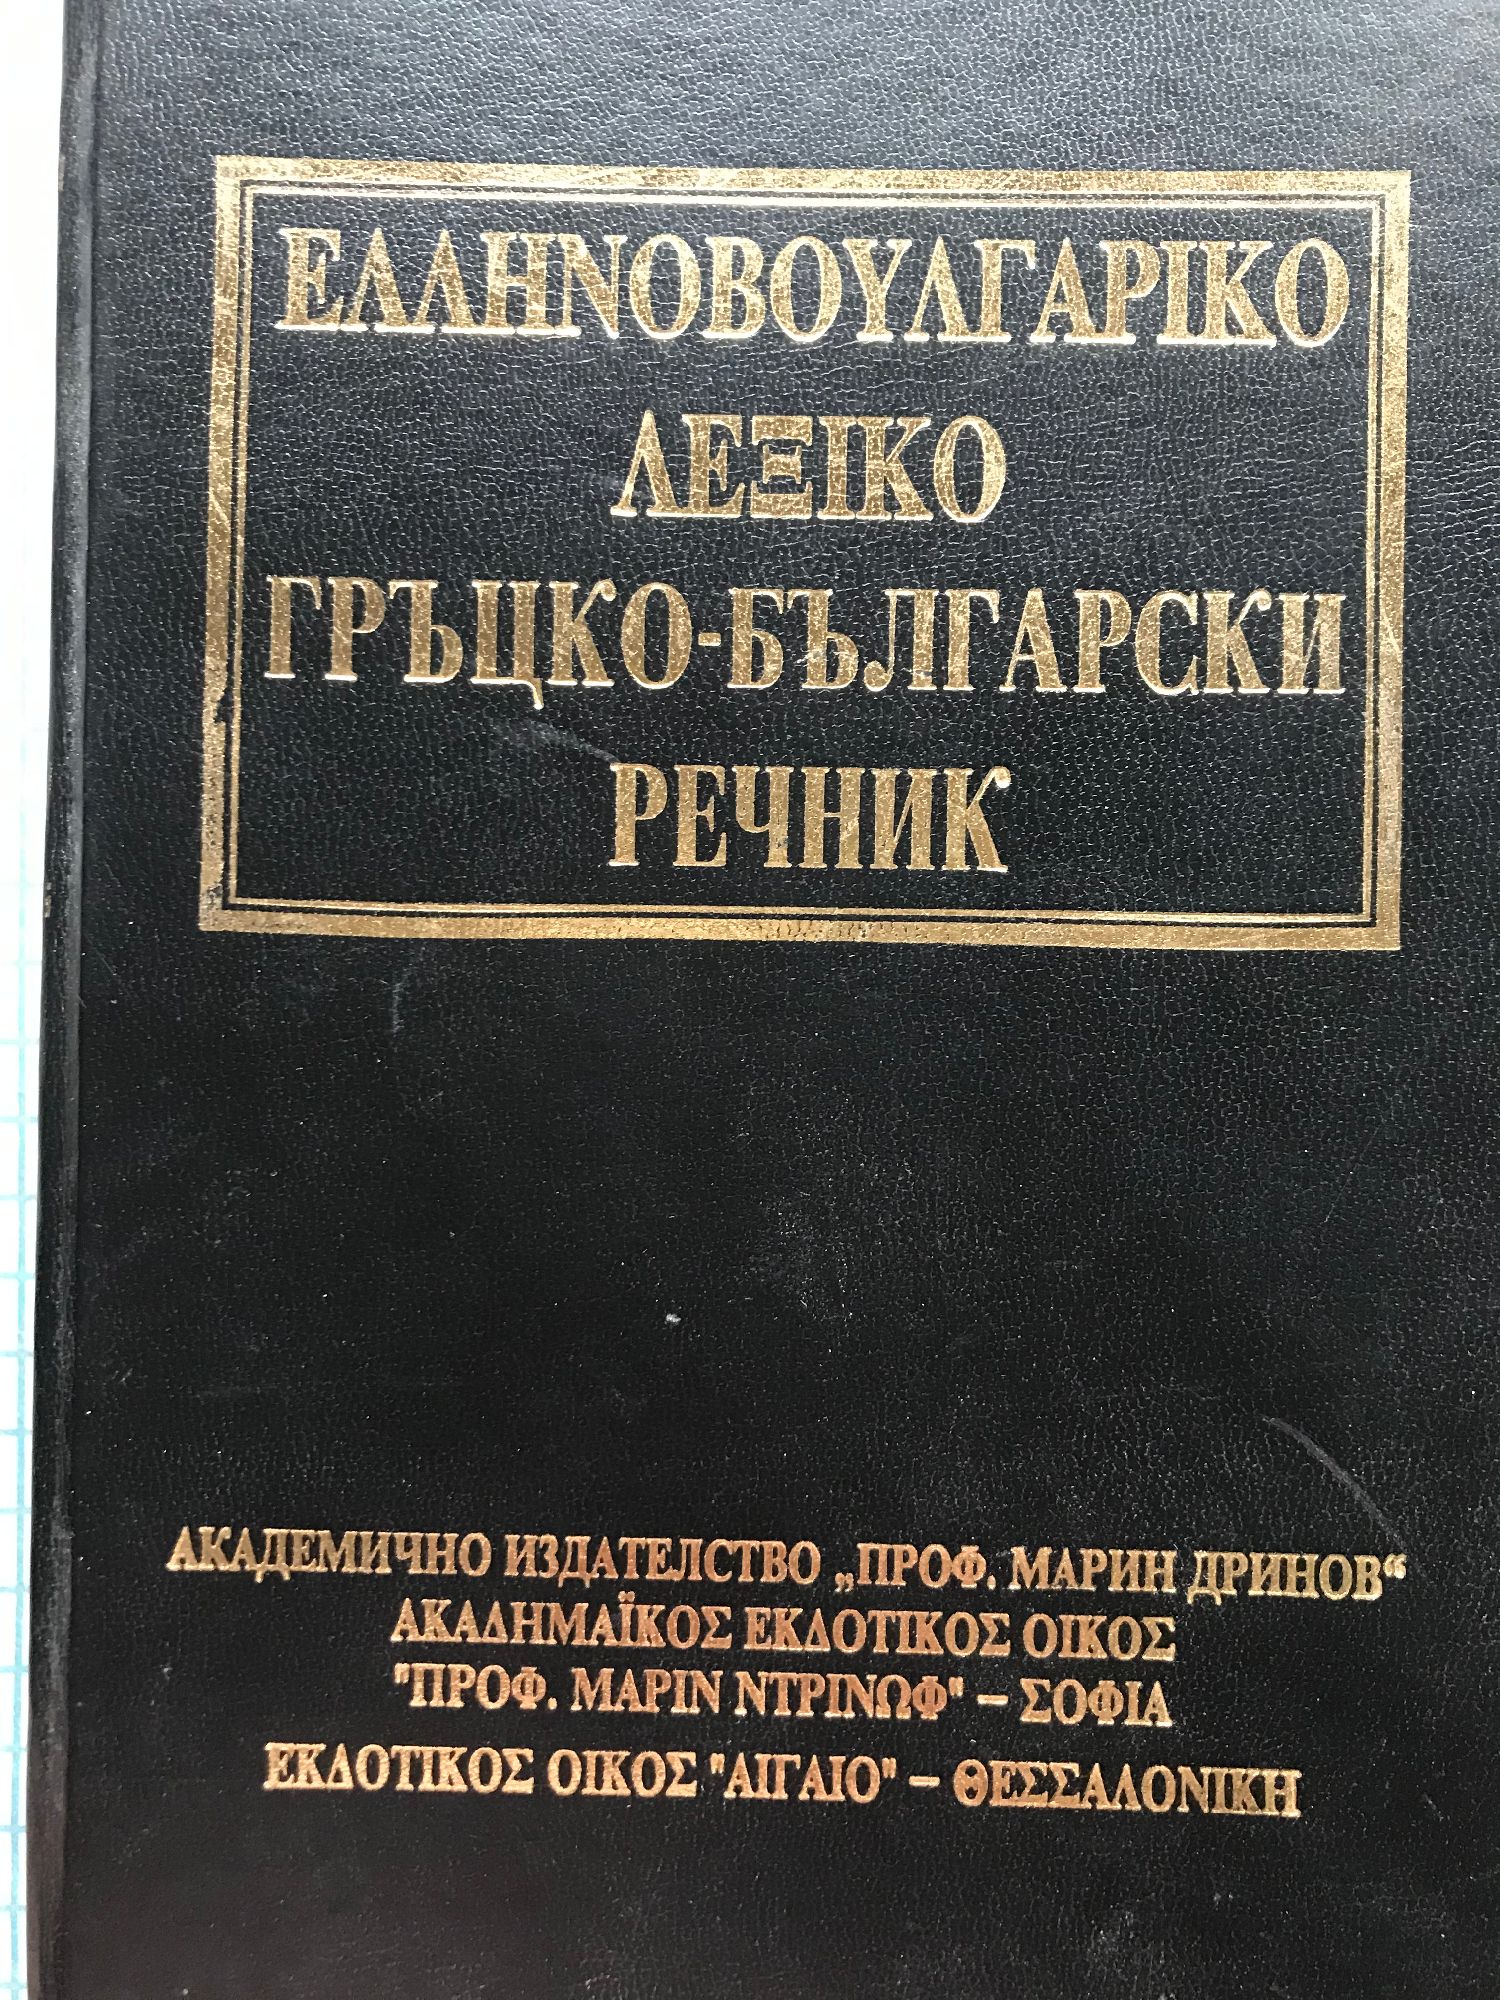 ΕΛΛΗΝΟΒΟΥΛΓΑΡΙΚΟ
ΛΕΞΙΚΟ
ГРЪЦКО-БЪЛГАРСКИ
РЕЧНИК
АКАДЕМИЧНО ИЗДАТЕЛСТВО „ПРОФ. МАРИН ДРИНОВ“
ΑΚΑΔΗΜΑΪΚΟΣ ΕΚΔΟΤΙΚΟΣ ΟΙΚΟΣ
"ΠΡΟΦ. ΜΑΡΙΝ ΝΤΡΙΝΩΦ" – ΣΟΦΙΑ
ΕΚΔΟΤΙΚΟΣ ΟΙΚΟΣ "ΑΙΓΑΙΟ" – ΘΕΣΣΑΛΟΝΙΚΗ